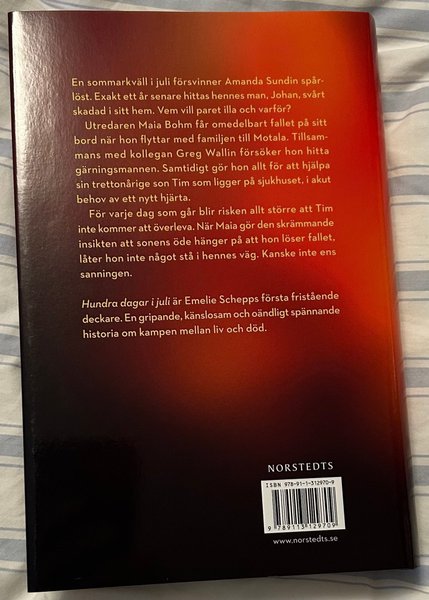 En sommarkväll i juli försvinner Amanda Sundin spår-
löst. Exakt ett år senare hittas hennes man, Johan, svårt
skadad i sitt hem. Vem vill paret illa och varför?
Utredaren Maia Bohm får omedelbart fallet på sitt
bord när hon flyttar med familjen till Motala. Tillsam-
mans med kollegan Greg Wallin försöker hon hitta
gärningsmannen. Samtidigt gör hon allt för att hjälpa
sin trettonårige son Tim som ligger på sjukhuset, i akut
behov av ett nytt hjärta.
För varje dag som går blir risken allt större att Tim
inte kommer att överleva. När Maia gör den skrämmande
insikten att sonens öde hänger på att hon löser fallet,
låter hon inte något stå i hennes väg. Kanske inte ens
sanningen.
Hundra dagar i juli är Emelie Schepps första fristående
deckare. En gripande, känslosam och oändligt spännande
historia om kampen mellan liv och död.
NORSTEDTS
ISBN 978-91-1-312970-9
9 789113 129709
www.norstedts.se